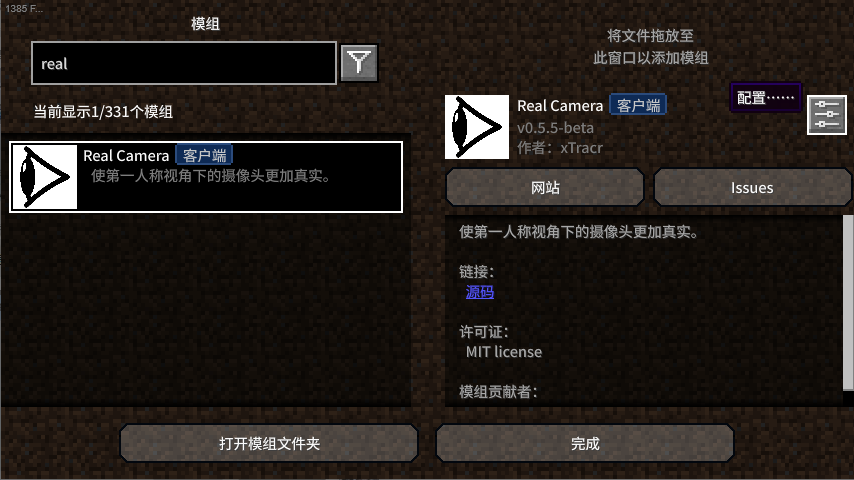 1385 F...
模组
real
当前显示1/331个模组
Real Camera 客户端
使第一人称视角下的摄像头更加真实。
将文件拖放至
此窗口以添加模组
配置……
Real Camera 客户端
v0.5.5-beta
作者：xTracr
网站
Issues
使第一人称视角下的摄像头更加真实。
链接：
源码
许可证：
MIT license
模组贡献者：
打开模组文件夹
完成